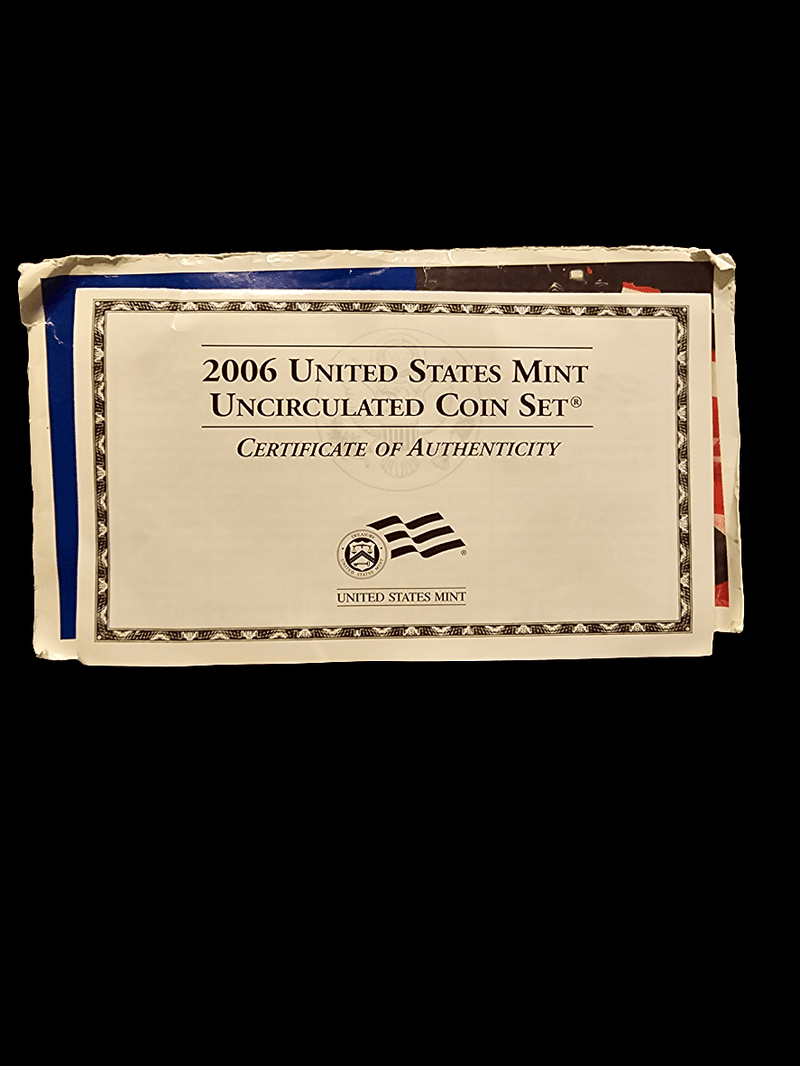 2006 UNITED STATES MINT
UNCIRCULATED COIN SET®
CERTIFICATE OF AUTHENTICITY
®
UNITED STATES MINT